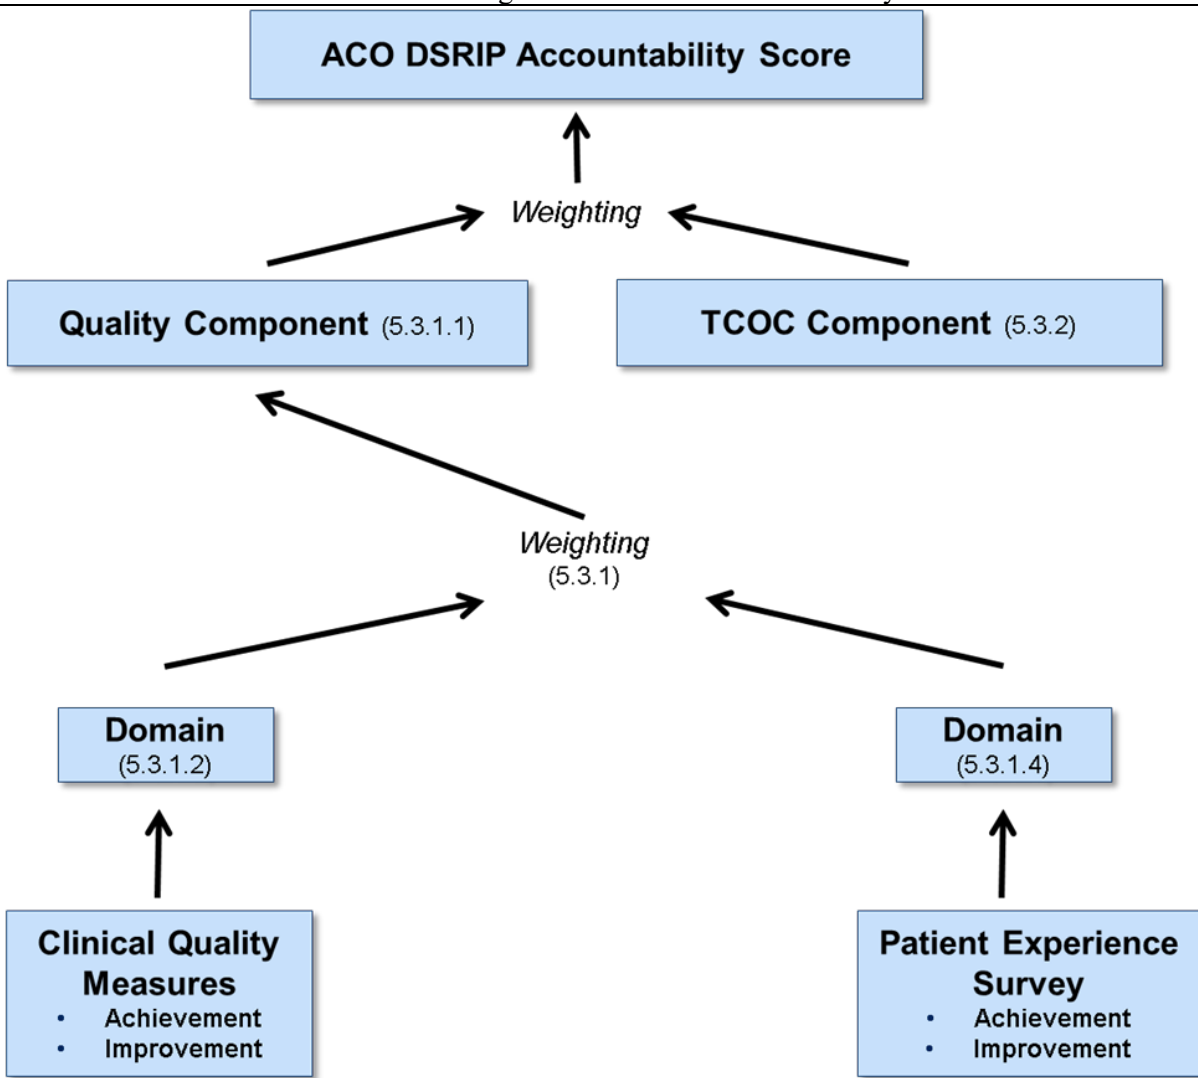 ACO DSRIP Accountability Score
Weighting
Quality Component (5.3.1.1)
TCOC Component (5.3.2)
Weighting
(5.3.1)
Domain
(5.3.1.2)
Domain
(5.3.1.4)
Clinical Quality
Measures
• Achievement
• Improvement
Patient Experience
Survey
• Achievement
• Improvement